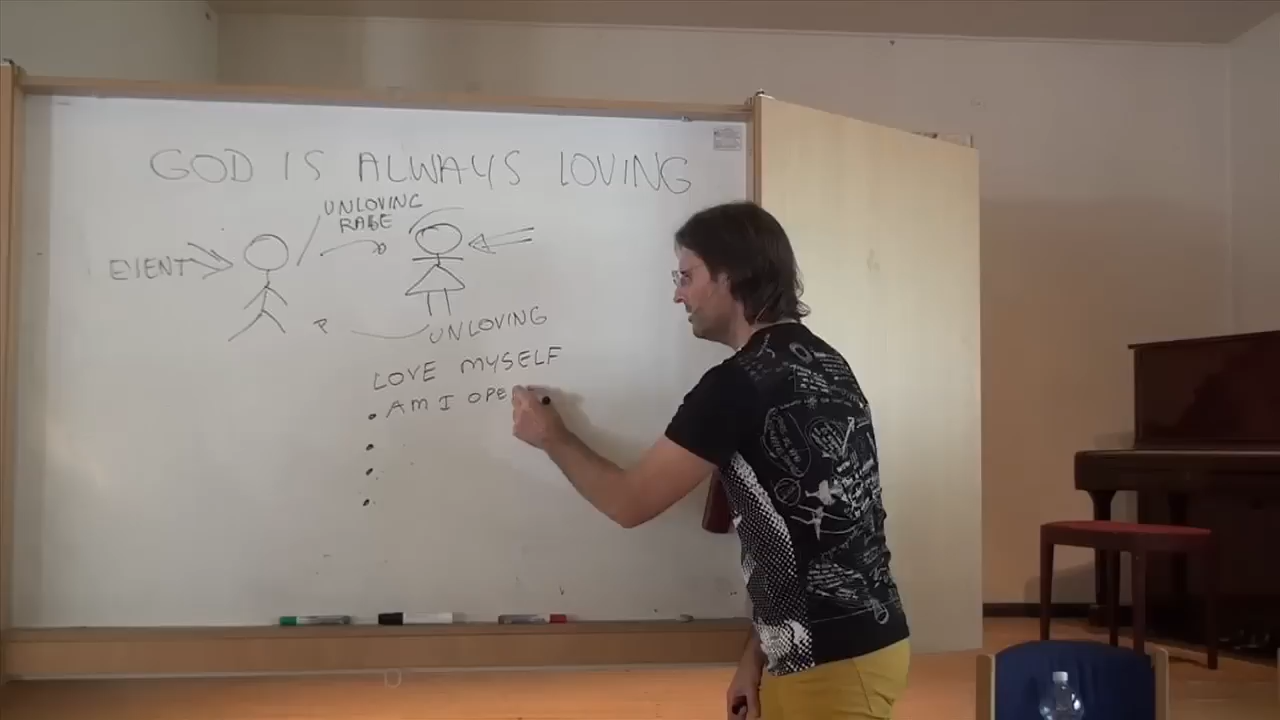 GOD IS ALWAYS LOVING
UNLOVING
RAGE
EVENT
UNLOVING
LOVE MYSELF
• AM I OPE
•
•
•